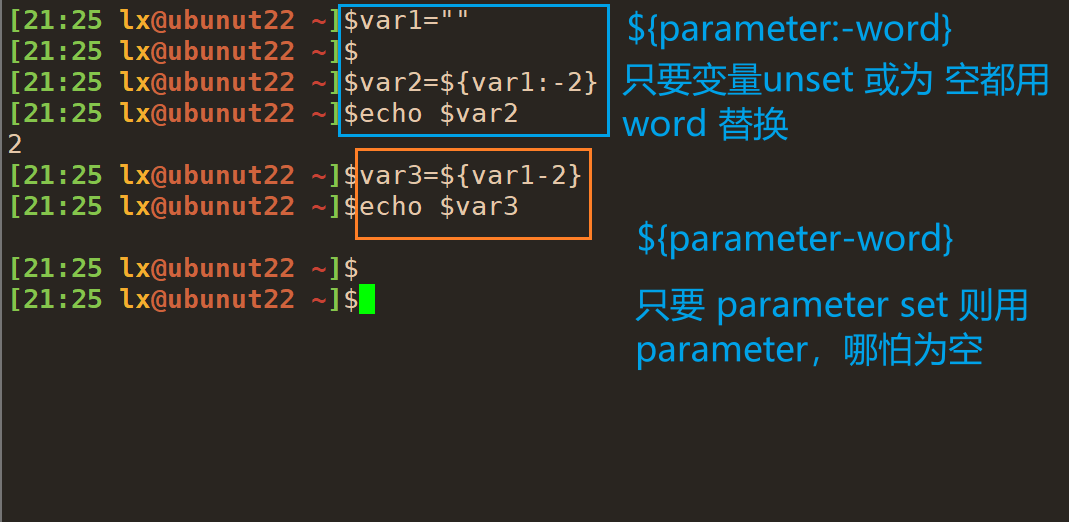 [21:25 lx@ubunut22 ~]$var1=""
[21:25 lx@ubunut22 ~]$
[21:25 lx@ubunut22 ~]$var2=${var1:-2}
[21:25 lx@ubunut22 ~]$echo $var2
2
[21:25 lx@ubunut22 ~]$var3=${var1-2}
[21:25 lx@ubunut22 ~]$echo $var3
[21:25 lx@ubunut22 ~]$
[21:25 lx@ubunut22 ~]$
${parameter:-word}
只要变量unset 或为 空都用
word 替换
${parameter-word}
只要 parameter set 则用
parameter，哪怕为空